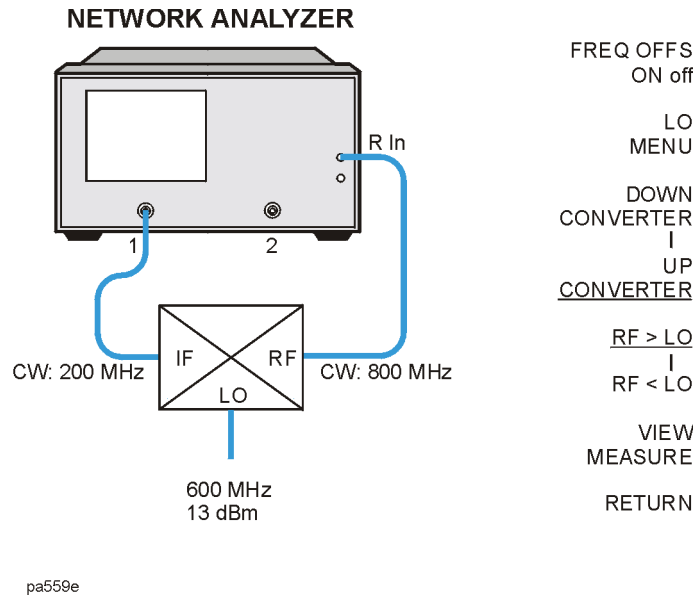 NETWORK ANALYZER
R In
1
2
IF
RF
LO
CW: 200 MHz
CW: 800 MHz
600 MHz
13 dBm
pa559e
FREQ OFFS
ON off
LO
MENU
DOWN
CONVERTER
UP
CONVERTER
RF > LO
RF < LO
VIEW
MEASURE
RETURN